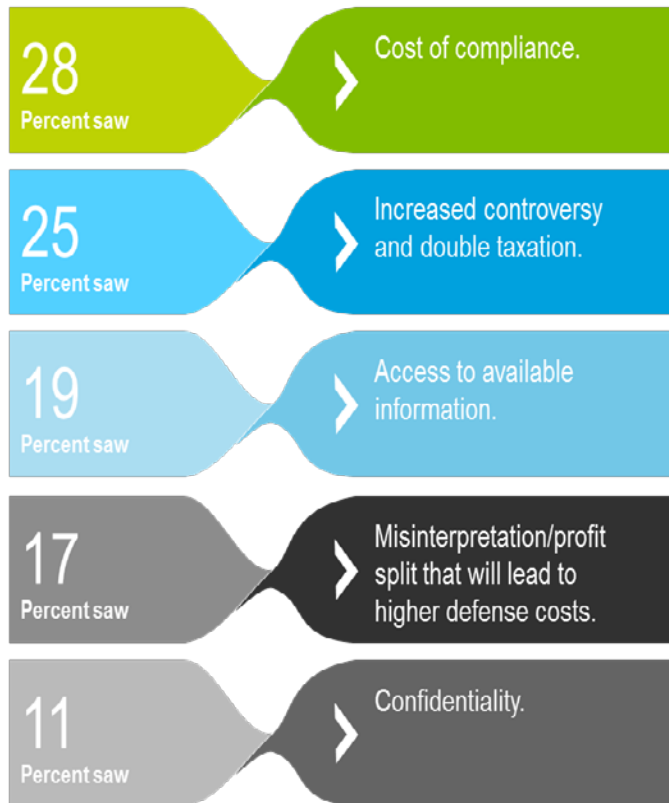 28
Percent saw
Cost of compliance.
25
Percent saw
Increased controversy
and double taxation.
19
Percent saw
Access to available
information.
17
Percent saw
Misinterpretation/profit
split that will lead to
higher defense costs.
11
Percent saw
Confidentiality.